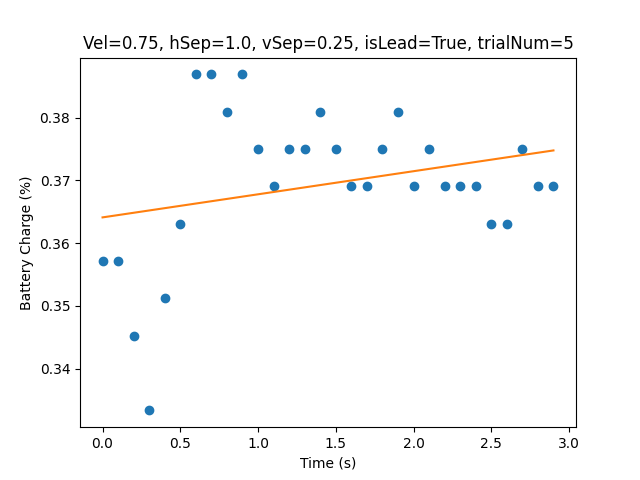 Vel=0.75, hSep=1.0, vSep=0.25, isLead=True, trialNum=5
0.38
0.37
0.36
0.35
0.34
Battery Charge (%)
0.0 0.5 1.0 1.5 2.0 2.5 3.0
Time (s)